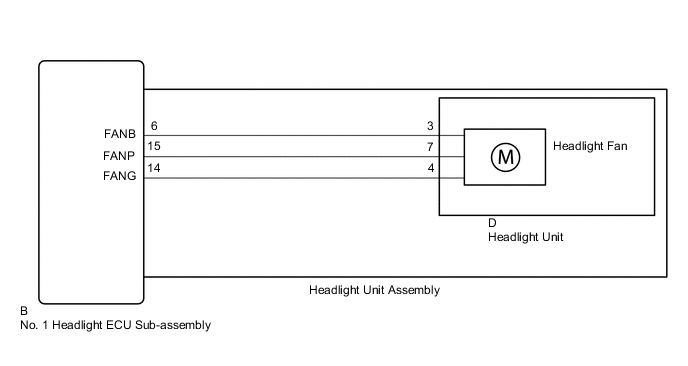 FANB 6 3
FANP 15 7
FANG 14 4
M
Headlight Fan
D
Headlight Unit
Headlight Unit Assembly
B
No. 1 Headlight ECU Sub-assembly